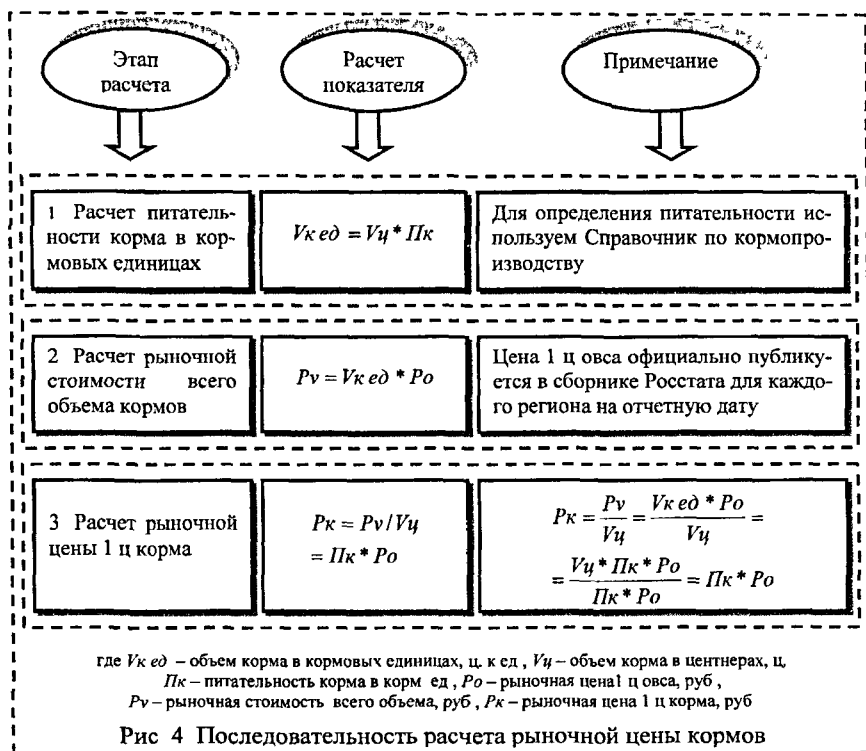 Этап
расчета
Расчет
показателя
Примечание
1 Расчет питатель-
ности корма в кор-
мовых единицах
Vк ед = Vц * Пк
Для определения питательности ис-
пользуем Справочник по кормопро-
изводству
2 Расчет рыночной
стоимости всего
объема кормов
Pv = Vк ед * Po
Цена 1 ц овса официально публику-
ется в сборнике Росстата для каждо-
го региона на отчетную дату
3 Расчет рыночной
цены 1 ц корма
Pк = Pv / Vц
= Пк * Po
Pк = Pv / Vц = Vк ед * Po / Vц =
= Vц * Пк * Po / Пк * Po = Пк * Po
где Vк ед – объем корма в кормовых единицах, ц. к ед , Vц – объем корма в центнерах, ц,
Пк – питательность корма в корм ед , Po – рыночная цена1 ц овса, руб ,
Pv – рыночная стоимость всего объема, руб , Pк – рыночная цена 1 ц корма, руб
Рис 4 Последовательность расчета рыночной цены кормов